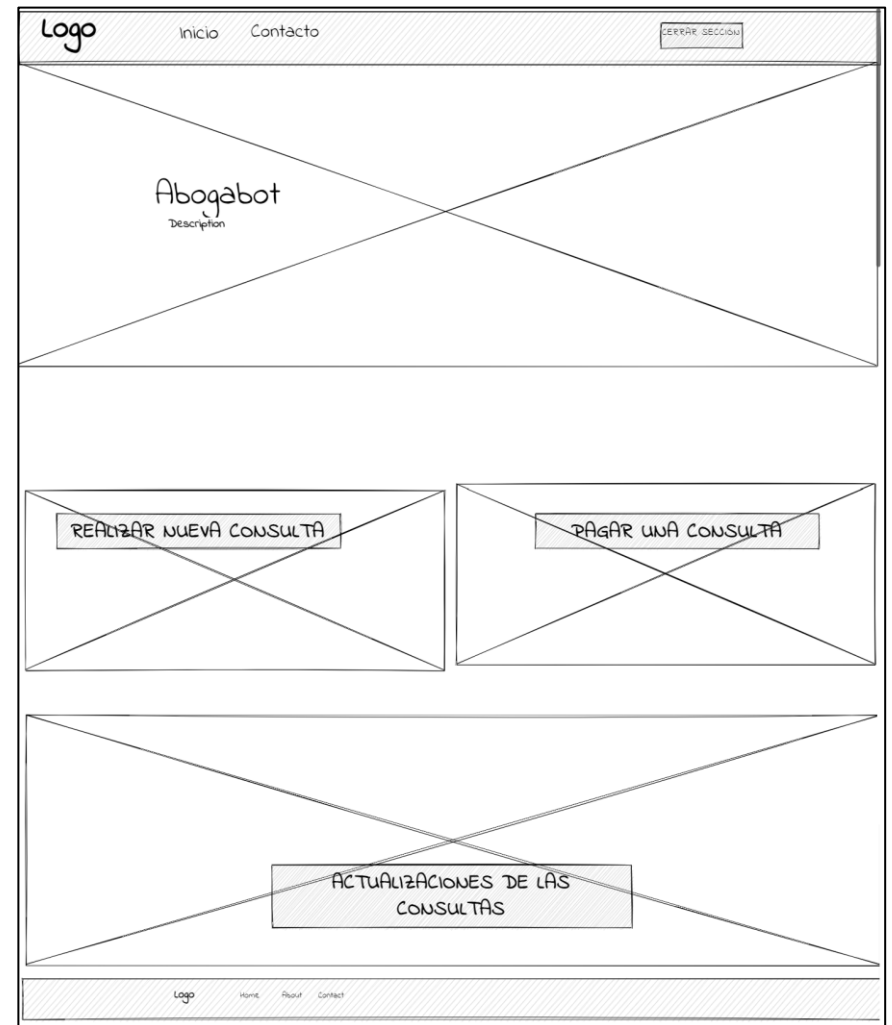 Logo
Inicio
Contacto
CERRAR SECCIÓN
Abogabot
Description
REALIZAR NUEVA CONSULTA
PAGAR UNA CONSULTA
ACTUALIZACIONES DE LAS
CONSULTAS
Logo
Home
About
Contact